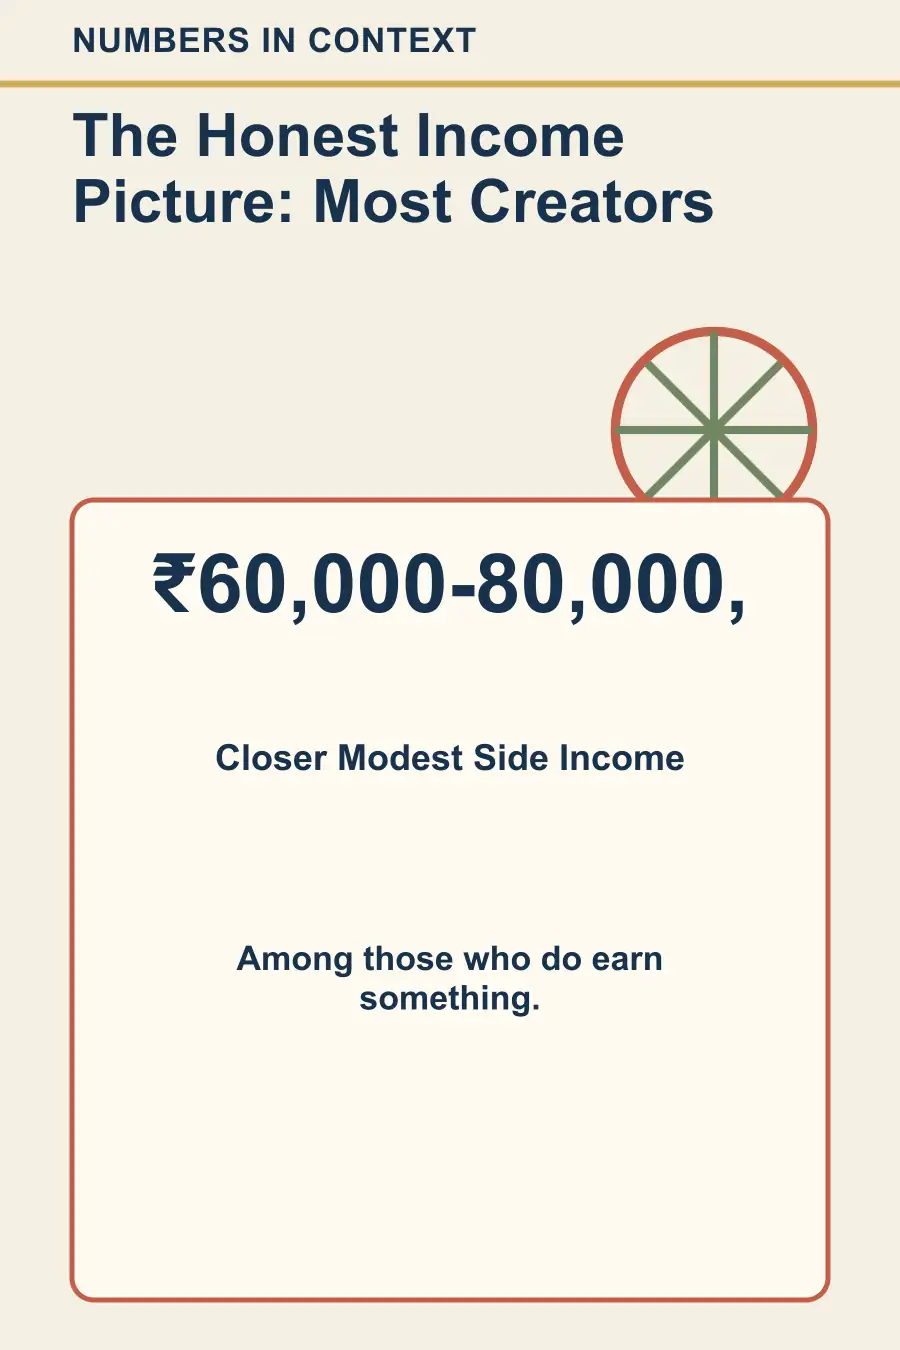 NUMBERS IN CONTEXT
The Honest Income
Picture: Most Creators
₹60,000-80,000,
Closer Modest Side Income
Among those who do earn
something.